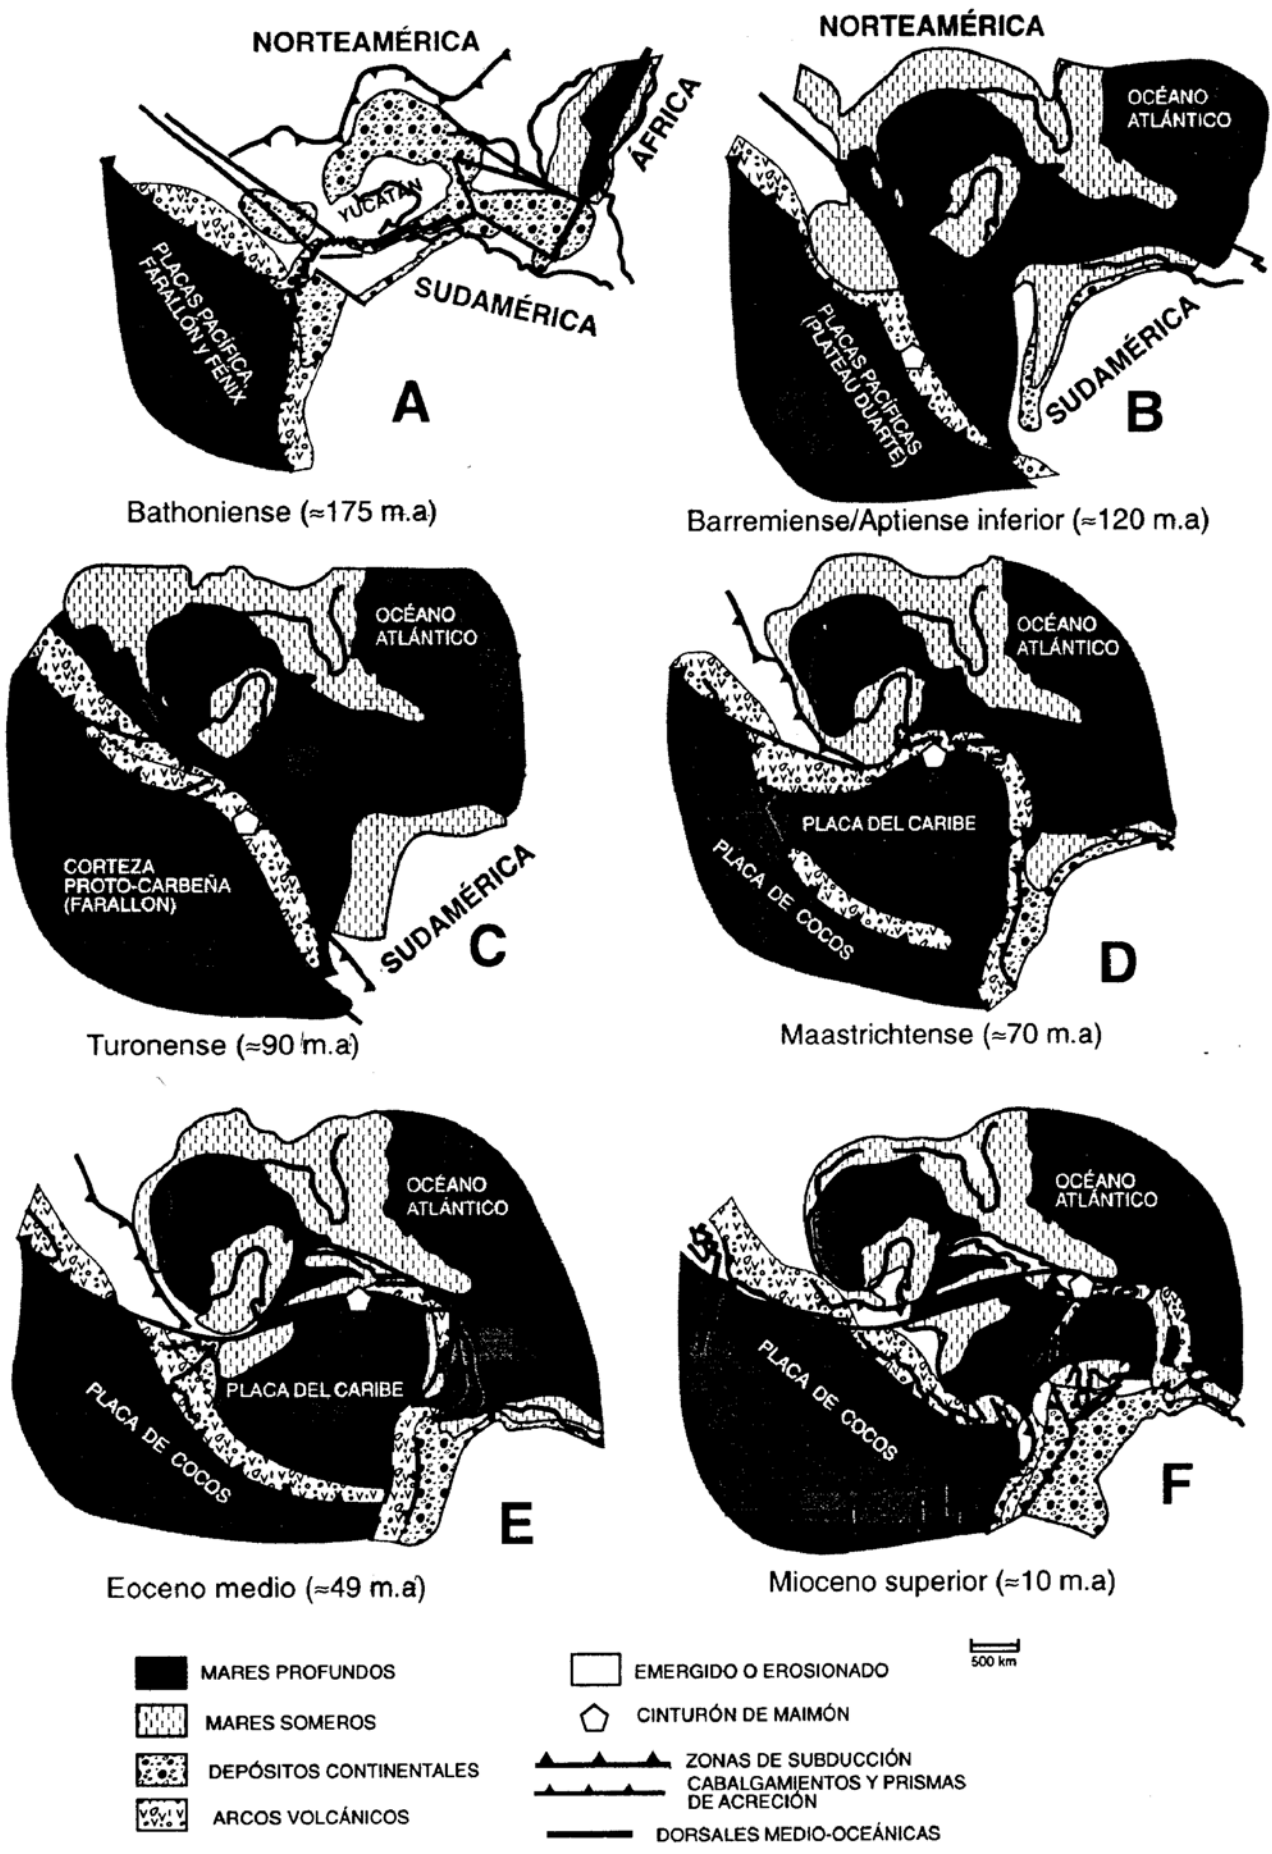 NORTEAMÉRICA
ÁFRICA
YUCATÁN
PLACAS PACÍFICA,
FARALLÓN y FÉNIX
SUDAMÉRICA
A
Bathoniense (≈175 m.a)
NORTEAMÉRICA
OCÉANO
ATLÁNTICO
PLACAS PACÍFICAS
(PLATEAU DUARTE)
SUDAMÉRICA
B
Barremiense/Aptiense inferior (≈120 m.a)
OCÉANO
ATLÁNTICO
CORTEZA
PROTO-CARBEÑA
(FARALLON)
SUDAMÉRICA
C
Turonense (≈90 m.a)
OCÉANO
ATLÁNTICO
PLACA DEL CARIBE
PLACA DE COCOS
D
Maastrichtense (≈70 m.a)
OCÉANO
ATLÁNTICO
PLACA DEL CARIBE
PLACA DE COCOS
E
Eoceno medio (≈49 m.a)
OCÉANO
ATLÁNTICO
PLACA DE COCOS
F
Mioceno superior (≈10 m.a)
MARES PROFUNDOS
MARES SOMEROS
DEPÓSITOS CONTINENTALES
ARCOS VOLCÁNICOS
EMERGIDO O EROSIONADO
CINTURÓN DE MAIMÓN
ZONAS DE SUBDUCCIÓN
CABALGAMIENTOS Y PRISMAS
DE ACRECIÓN
DORSALES MEDIO-OCEÁNICAS
500 km